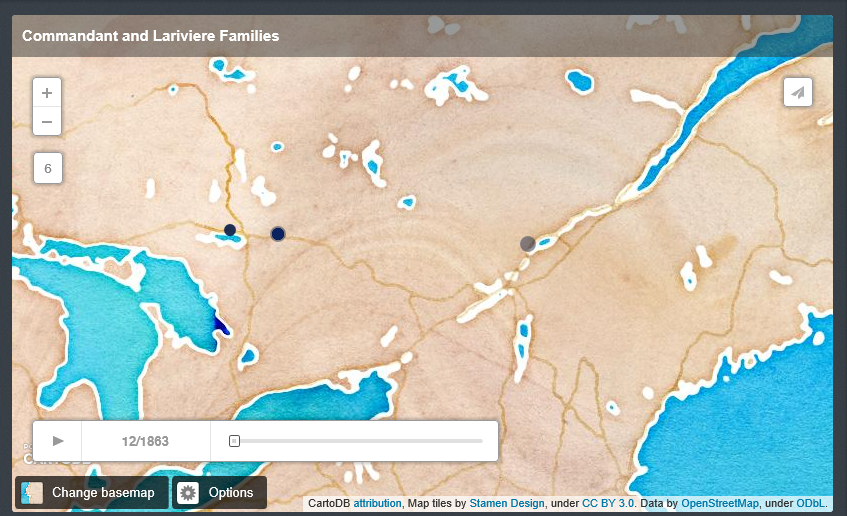 Commandant and Lariviere Families
+
−
6
12/1863
Change basemap
Options
CartoDB attribution, Map tiles by Stamen Design, under CC BY 3.0. Data by OpenStreetMap, under ODbL.